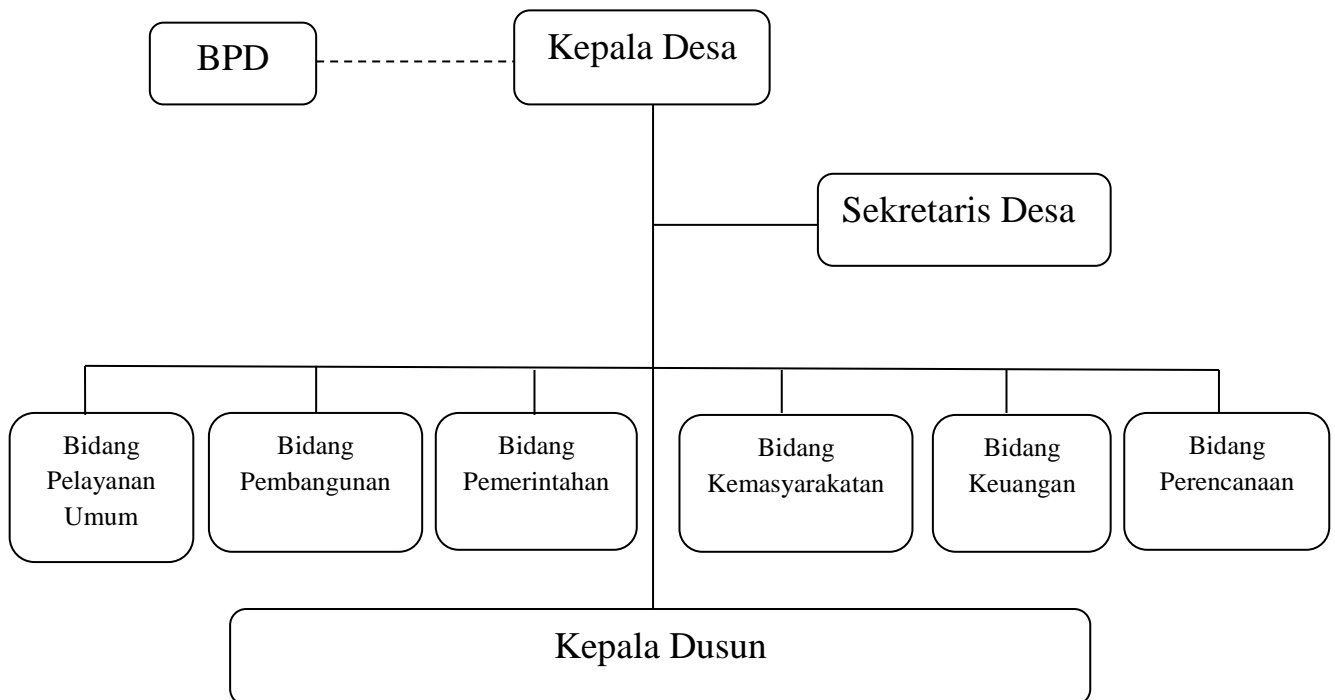 BPD
Kepala Desa
Sekretaris Desa
Bidang
Pelayanan
Umum
Bidang
Pembangunan
Bidang
Pemerintahan
Bidang
Kemasyarakatan
Bidang
Keuangan
Bidang
Perencanaan
Kepala Dusun